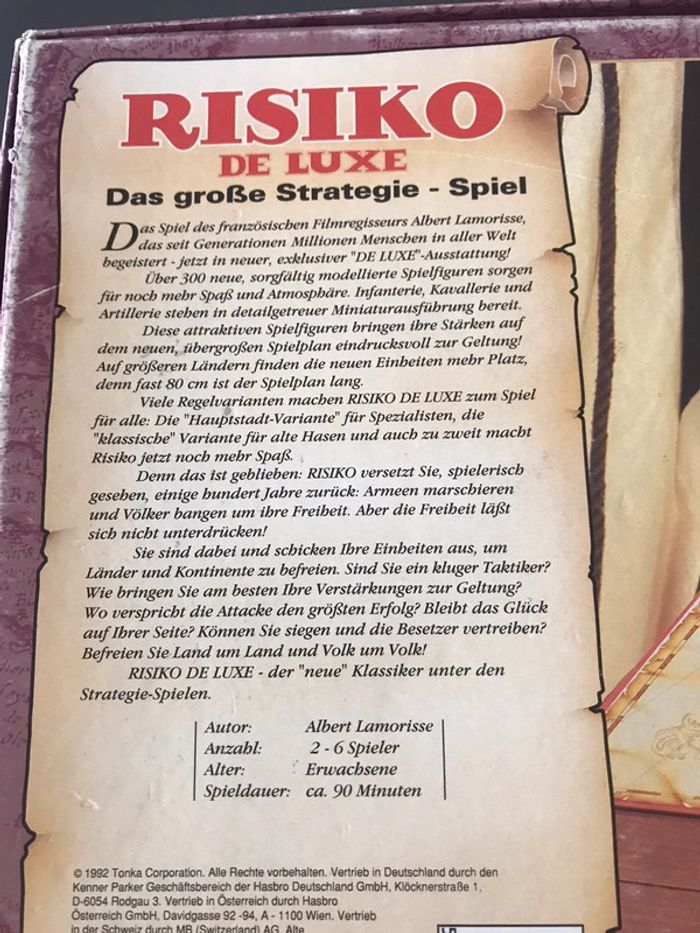 RISIKO
DE LUXE
Das große Strategie - Spiel
Das Spiel des französischen Filmregisseurs Albert Lamorisse,
das seit Generationen Millionen Menschen in aller Welt
begeistert - jetzt in neuer, exklusiver "DE LUXE"-Ausstattung!
Über 300 neue, sorgfältig modellierte Spielfiguren sorgen
für noch mehr Spaß und Atmosphäre. Infanterie, Kavallerie und
Artillerie stehen in detailgetreuer Miniaturausführung bereit.
Diese attraktiven Spielfiguren bringen ihre Stärken auf
dem neuen, übergroßen Spielplan eindrucksvoll zur Geltung!
Auf größeren Ländern finden die neuen Einheiten mehr Platz,
denn fast 80 cm ist der Spielplan lang.
Viele Regelvarianten machen RISIKO DE LUXE zum Spiel
für alle: Die "Hauptstadt-Variante" für Spezialisten, die
"klassische" Variante für alte Hasen und auch zu zweit macht
Risiko jetzt noch mehr Spaß.
Denn das ist geblieben: RISIKO versetzt Sie, spielerisch
gesehen, einige hundert Jahre zurück: Armeen marschieren
und Völker bangen um ihre Freiheit. Aber die Freiheit läßt
sich nicht unterdrücken!
Sie sind dabei und schicken Ihre Einheiten aus, um
Länder und Kontinente zu befreien. Sind Sie ein kluger Taktiker?
Wie bringen Sie am besten Ihre Verstärkungen zur Geltung?
Wo verspricht die Attacke den größten Erfolg? Bleibt das Glück
auf Ihrer Seite? Können Sie siegen und die Besetzer vertreiben?
Befreien Sie Land um Land und Volk um Volk!
RISIKO DE LUXE - der "neue" Klassiker unter den
Strategie-Spielen.
Autor: Albert Lamorisse
Anzahl: 2 - 6 Spieler
Alter: Erwachsene
Spieldauer: ca. 90 Minuten
© 1992 Tonka Corporation. Alle Rechte vorbehalten. Vertrieb in Deutschland durch den
Kenner Parker Geschäftsbereich der Hasbro Deutschland GmbH, Klöcknerstraße 1,
D-6054 Rodgau 3. Vertrieb in Österreich durch Hasbro
Österreich GmbH, Davidgasse 92 -94, A - 1100 Wien. Vertrieb
in der Schweiz durch MB (Switzerland) AG. Alte